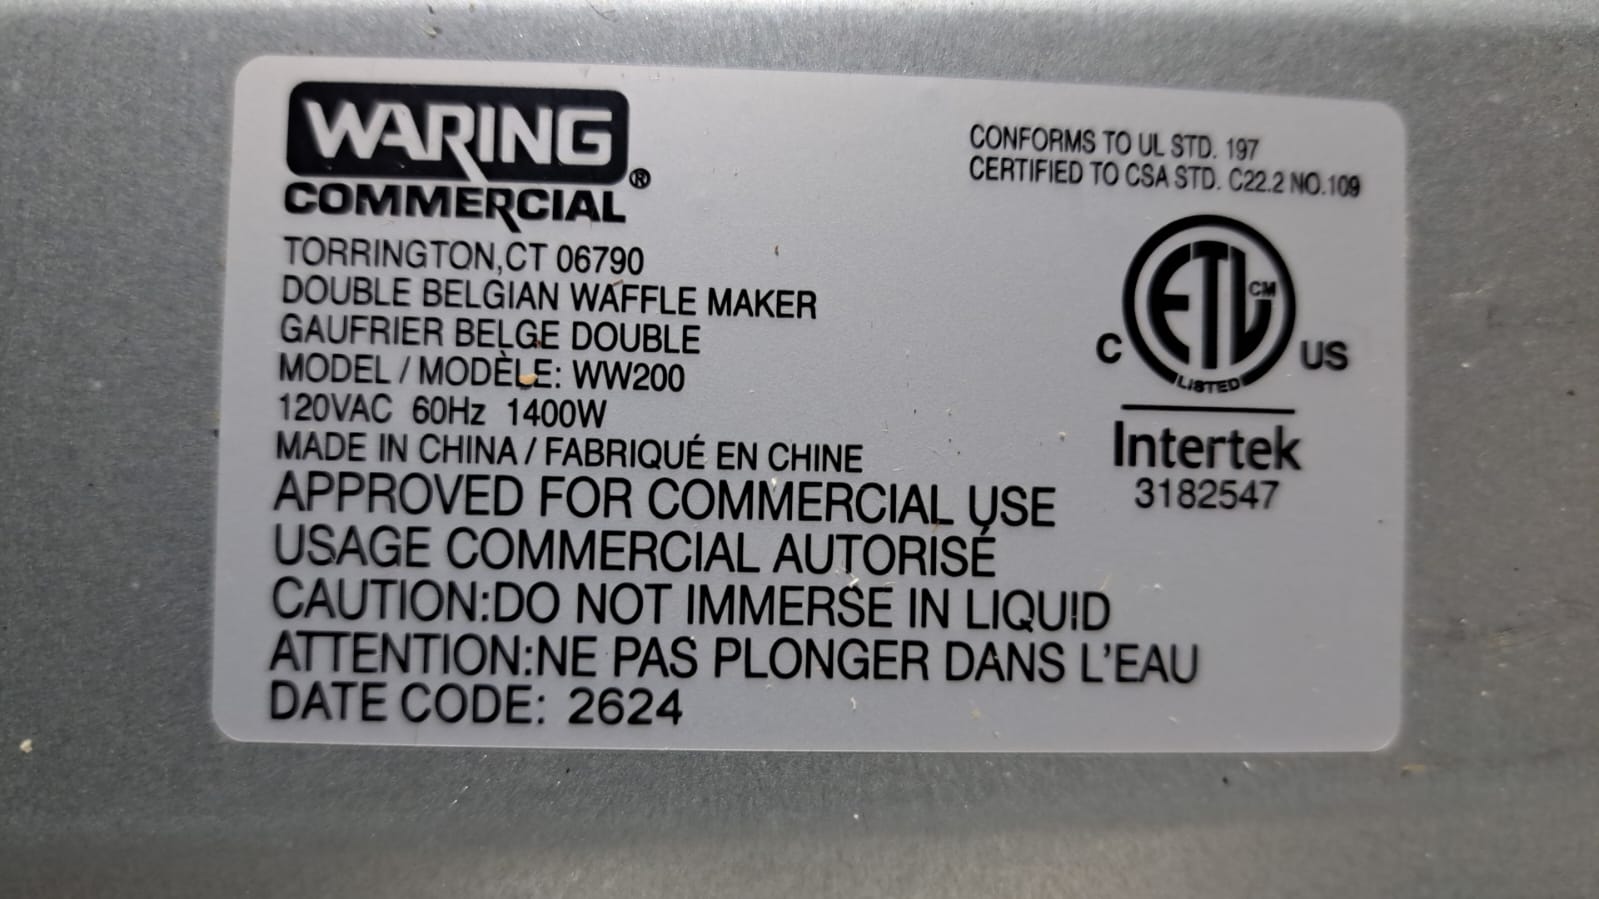 WARING
COMMERCIAL®
TORRINGTON,CT 06790
DOUBLE BELGIAN WAFFLE MAKER
GAUFRIER BELGE DOUBLE
MODEL / MODÈLE: WW200
120VAC 60Hz 1400W
MADE IN CHINA / FABRIQUÉ EN CHINE
APPROVED FOR COMMERCIAL USE
USAGE COMMERCIAL AUTORISÉ
CAUTION:DO NOT IMMERSE IN LIQUID
ATTENTION:NE PAS PLONGER DANS L'EAU
DATE CODE: 2624
CONFORMS TO UL STD. 197
CERTIFIED TO CSA STD. C22.2 NO.109
ETL CM
C US
LISTED
Intertek
3182547